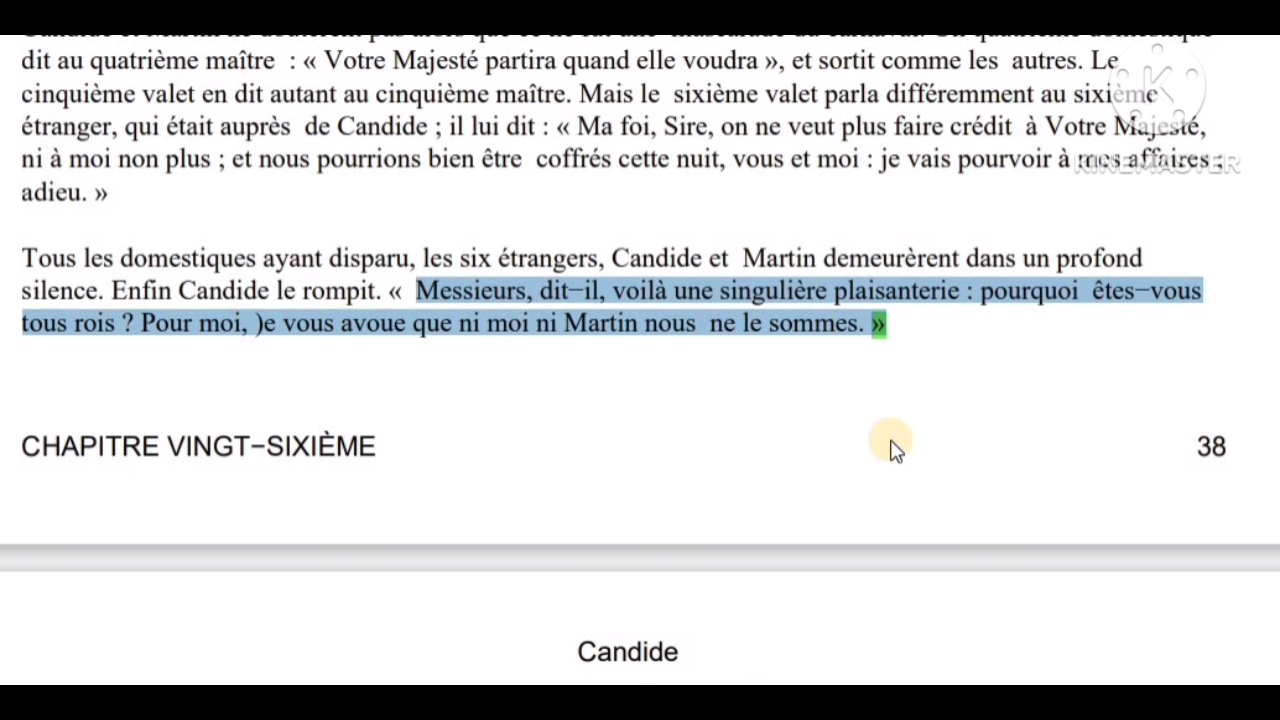 dit au quatrième maître : « Votre Majesté partira quand elle voudra », et sortit comme les autres. Le
cinquième valet en dit autant au cinquième maître. Mais le sixième valet parla différemment au sixième
étranger, qui était auprès de Candide ; il lui dit : « Ma foi, Sire, on ne veut plus faire crédit à Votre Majesté,
ni à moi non plus ; et nous pourrions bien être coffrés cette nuit, vous et moi : je vais pourvoir à mes affaires ;
KINEMASTER
adieu. »
Tous les domestiques ayant disparu, les six étrangers, Candide et Martin demeurèrent dans un profond
silence. Enfin Candide le rompit. « Messieurs, dit−il, voilà une singulière plaisanterie : pourquoi êtes−vous
tous rois ? Pour moi, )e vous avoue que ni moi ni Martin nous ne le sommes. »
CHAPITRE VINGT−SIXIÈME 38
Candide